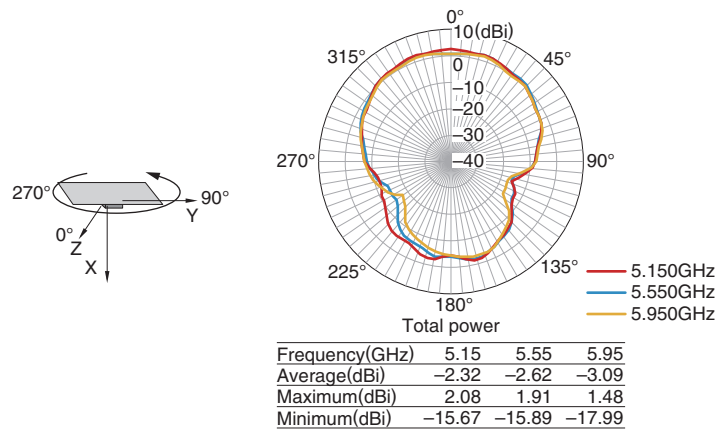 0°
10(dBi)
315°
45°
0
−10
−20
−30
−40
270°
90°
270°
90°
Y
0°
Z
X
225°
135°
180°
Total power
5.150GHz
5.550GHz
5.950GHz
Frequency(GHz) 5.15 5.55 5.95
Average(dBi) −2.32 −2.62 −3.09
Maximum(dBi) 2.08 1.91 1.48
Minimum(dBi) −15.67 −15.89 −17.99